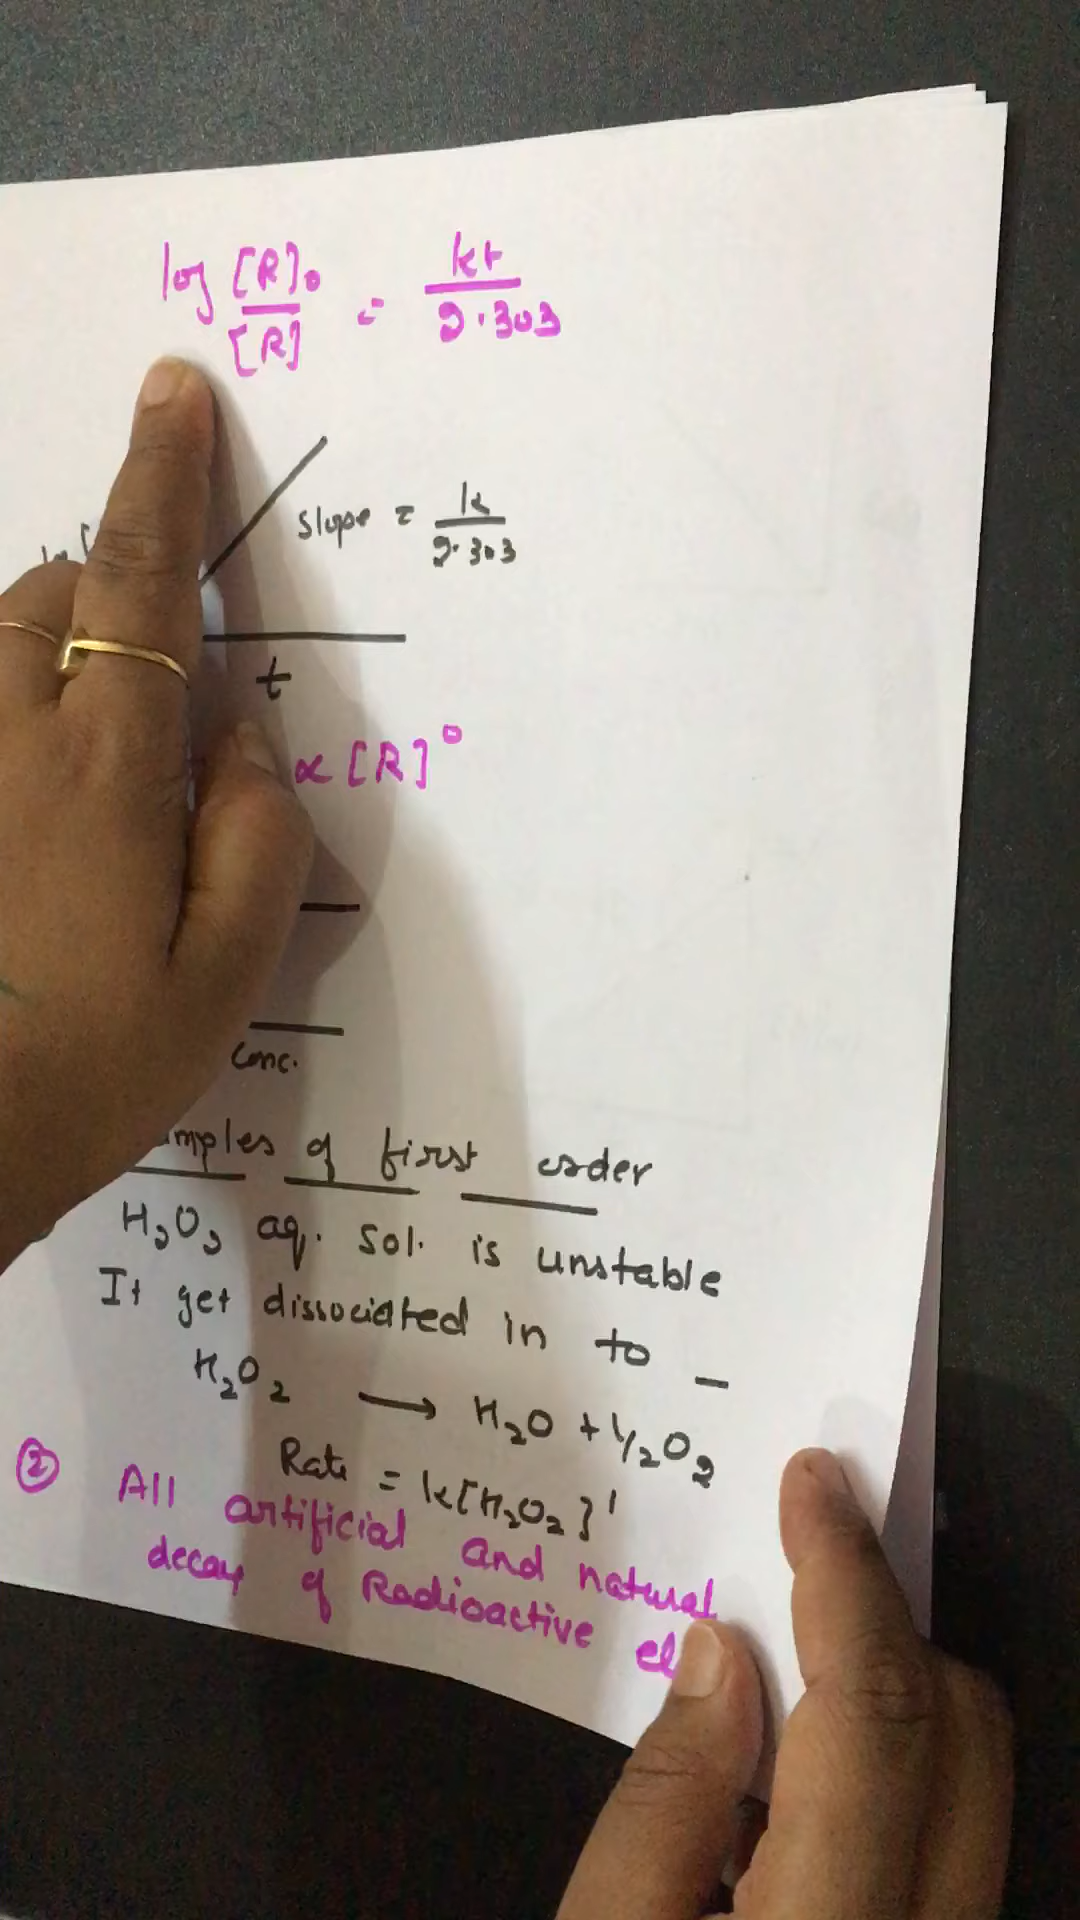 log [R]₀/[R] = kt/2.303
slope = k/2.303
t
∝ [R]⁰
Conc.
mples of first order
H₂O₂ aq. sol. is unstable
It get dissociated in to _
H₂O₂ ⟶ H₂O + 1/2O₂
Rate = k[H₂O₂]¹
② All artificial and natural
decay of Radioactive el